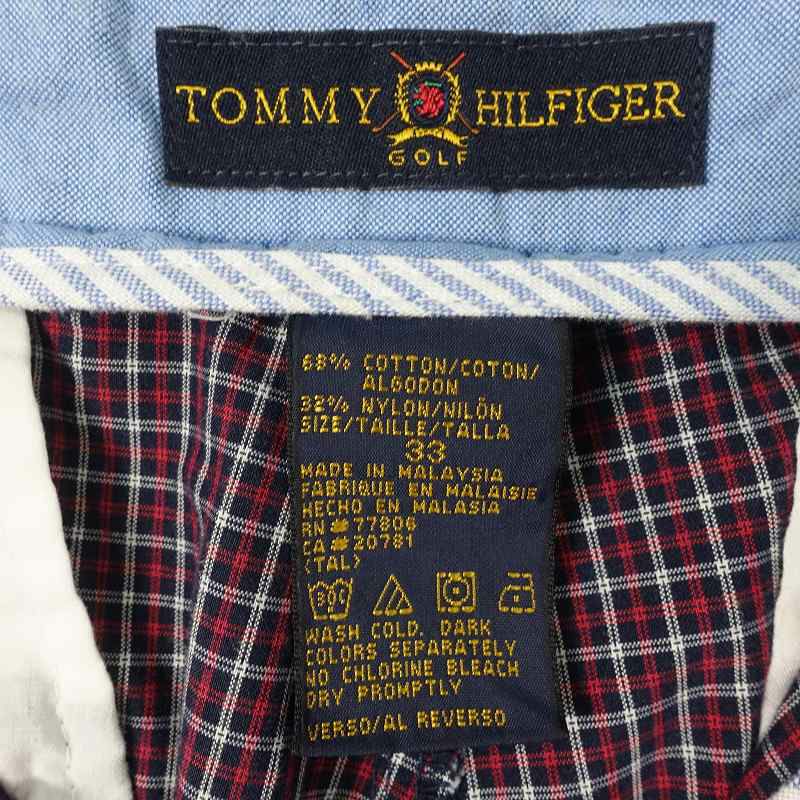 TOMMY HILFIGER
GOLF
68% COTTON/COTON/
ALGODON
32% NYLON/NILÓN
SIZE/TAILLE/TALLA
33
MADE IN MALAYSIA
FABRIQUE EN MALAISIE
HECHO EN MALASIA
RN# 77806
CA# 20781
(TAL)
30C
WASH COLD. DARK
COLORS SEPARATELY
NO CHLORINE BLEACH
DRY PROMPTLY
VERSO/AL REVERSO